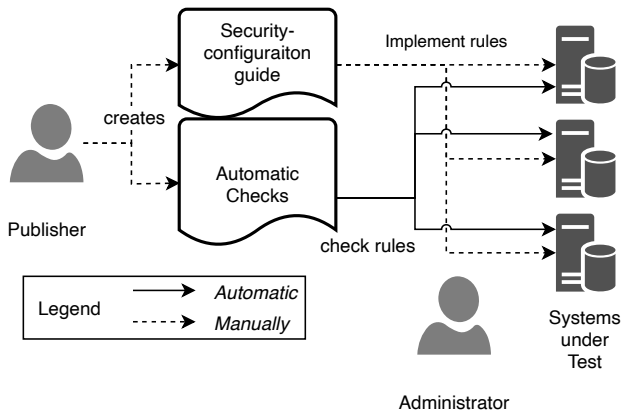 Security-
configuraiton
guide
Implement rules
creates
Automatic
Checks
Publisher
check rules
Legend
Automatic
Manually
Systems
under
Test
Administrator